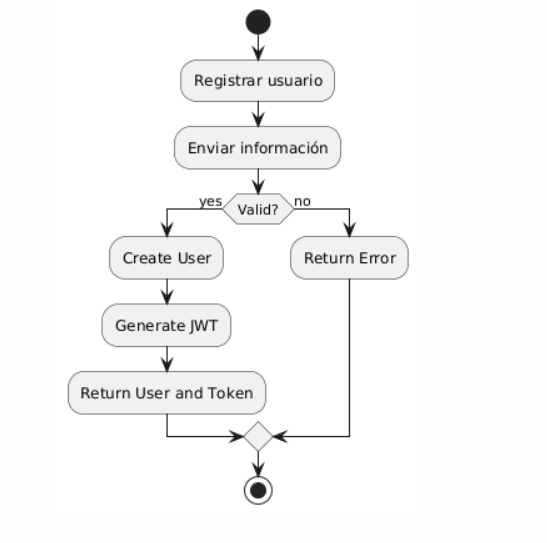 Registrar usuario
Enviar información
yes
Valid?
no
Create User
Return Error
Generate JWT
Return User and Token